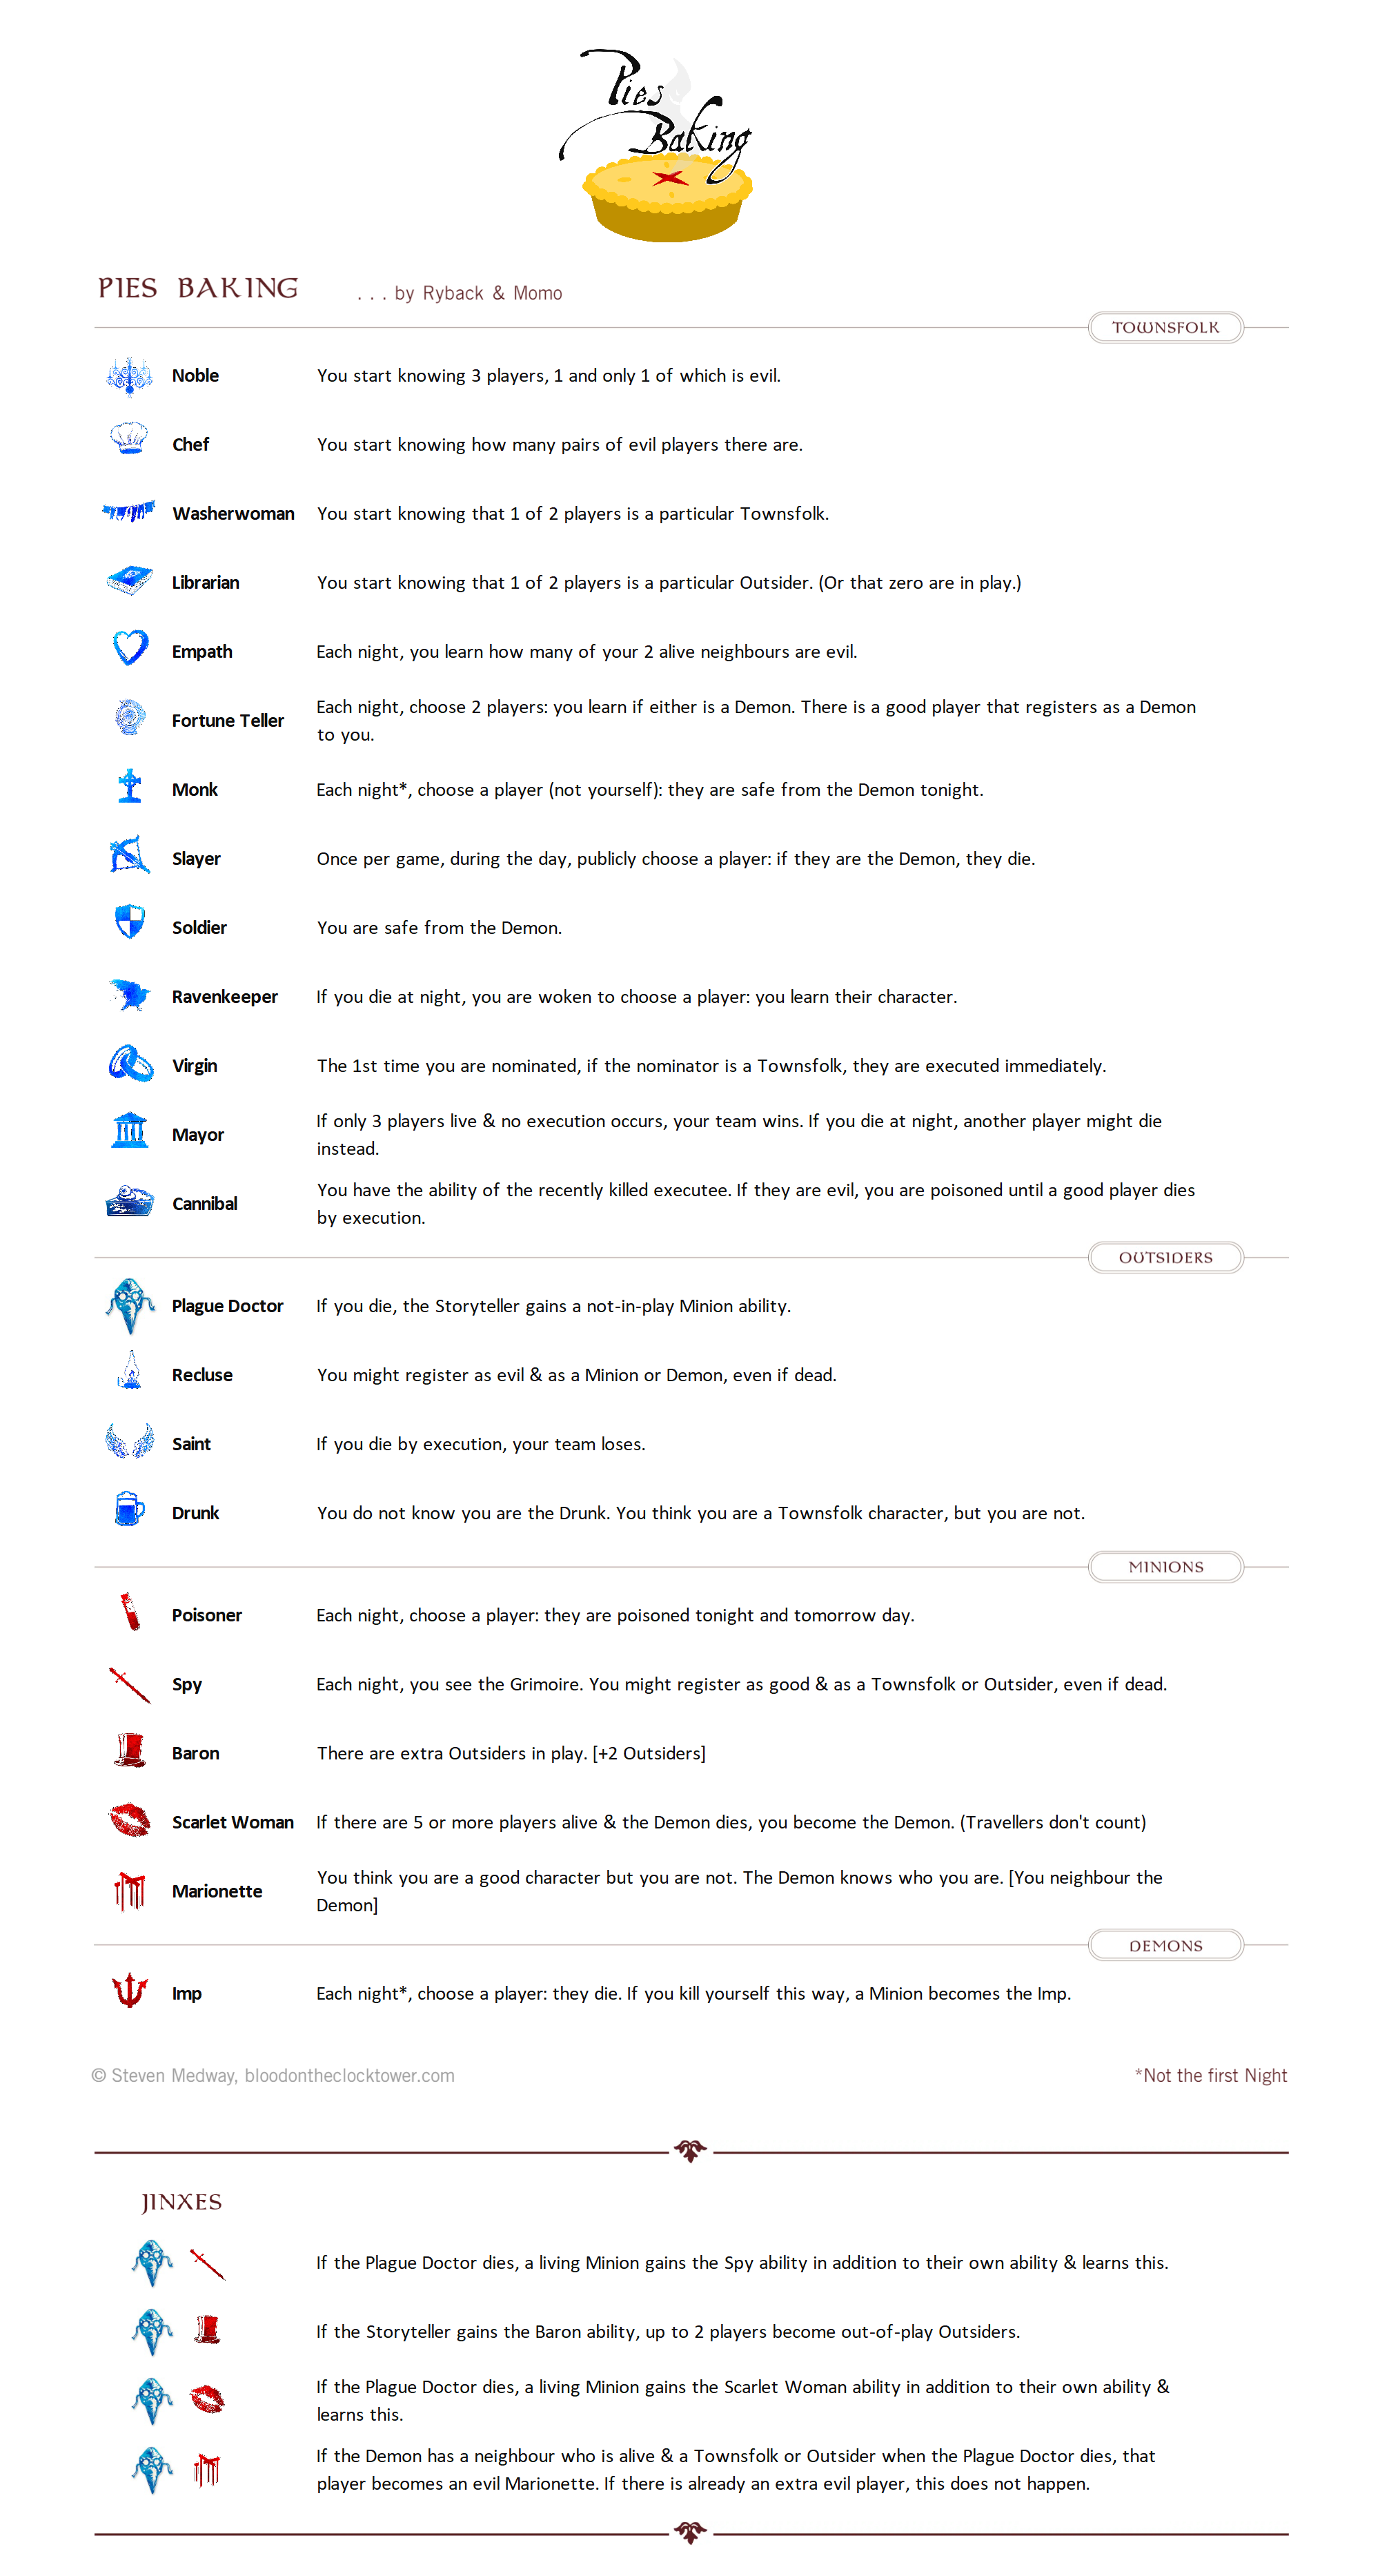 Pies
Baking
PIES BAKING ... by Ryback & Momo
TOWNSFOLK
Noble You start knowing 3 players, 1 and only 1 of which is evil.
Chef You start knowing how many pairs of evil players there are.
Washerwoman You start knowing that 1 of 2 players is a particular Townsfolk.
Librarian You start knowing that 1 of 2 players is a particular Outsider. (Or that zero are in play.)
Empath Each night, you learn how many of your 2 alive neighbours are evil.
Fortune Teller Each night, choose 2 players: you learn if either is a Demon. There is a good player that registers as a Demon
to you.
Monk Each night*, choose a player (not yourself): they are safe from the Demon tonight.
Slayer Once per game, during the day, publicly choose a player: if they are the Demon, they die.
Soldier You are safe from the Demon.
Ravenkeeper If you die at night, you are woken to choose a player: you learn their character.
Virgin The 1st time you are nominated, if the nominator is a Townsfolk, they are executed immediately.
Mayor If only 3 players live & no execution occurs, your team wins. If you die at night, another player might die
instead.
Cannibal You have the ability of the recently killed executee. If they are evil, you are poisoned until a good player dies
by execution.
OUTSIDERS
Plague Doctor If you die, the Storyteller gains a not-in-play Minion ability.
Recluse You might register as evil & as a Minion or Demon, even if dead.
Saint If you die by execution, your team loses.
Drunk You do not know you are the Drunk. You think you are a Townsfolk character, but you are not.
MINIONS
Poisoner Each night, choose a player: they are poisoned tonight and tomorrow day.
Spy Each night, you see the Grimoire. You might register as good & as a Townsfolk or Outsider, even if dead.
Baron There are extra Outsiders in play. [+2 Outsiders]
Scarlet Woman If there are 5 or more players alive & the Demon dies, you become the Demon. (Travellers don't count)
Marionette You think you are a good character but you are not. The Demon knows who you are. [You neighbour the
Demon]
DEMONS
Imp Each night*, choose a player: they die. If you kill yourself this way, a Minion becomes the Imp.
© Steven Medway, bloodontheclocktower.com *Not the first Night
JINXES
If the Plague Doctor dies, a living Minion gains the Spy ability in addition to their own ability & learns this.
If the Storyteller gains the Baron ability, up to 2 players become out-of-play Outsiders.
If the Plague Doctor dies, a living Minion gains the Scarlet Woman ability in addition to their own ability &
learns this.
If the Demon has a neighbour who is alive & a Townsfolk or Outsider when the Plague Doctor dies, that
player becomes an evil Marionette. If there is already an extra evil player, this does not happen.